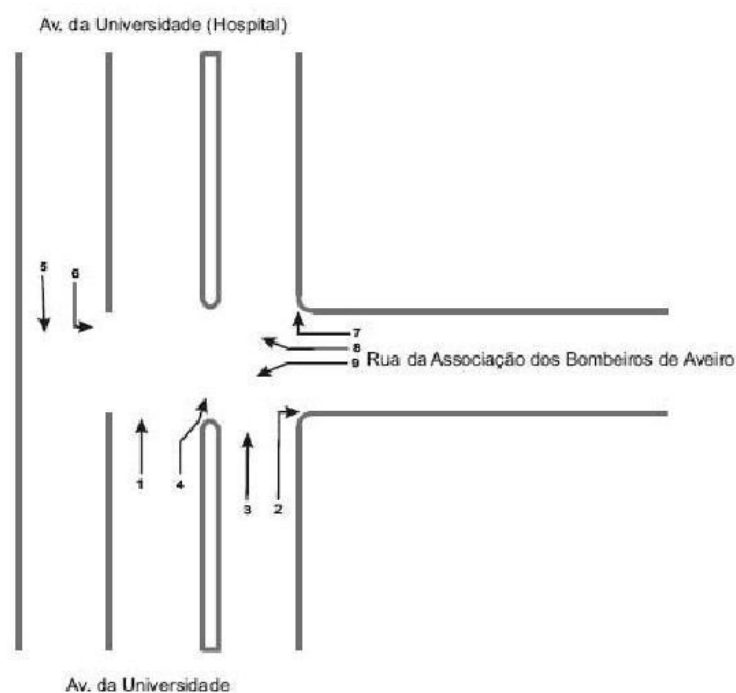 Av. da Universidade (Hospital)
5
6
7
8
9 Rua da Associação dos Bombeiros de Aveiro
1
4
3
2
Av. da Universidade